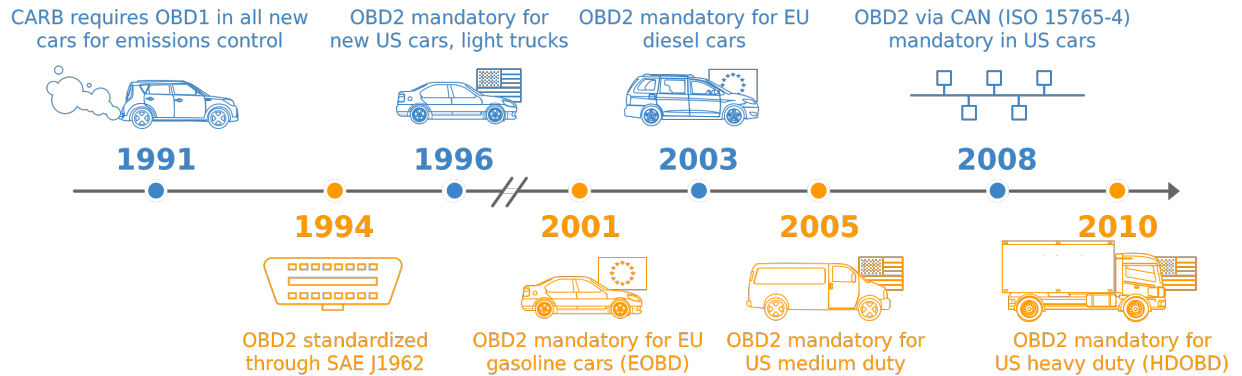 CARB requires OBD1 in all new
cars for emissions control
OBD2 mandatory for
new US cars, light trucks
OBD2 mandatory for EU
diesel cars
OBD2 via CAN (ISO 15765-4)
mandatory in US cars
1991
1996
2003
2008
1994
2001
2005
2010
OBD2 standardized
through SAE J1962
OBD2 mandatory for EU
gasoline cars (EOBD)
OBD2 mandatory for
US medium duty
OBD2 mandatory for
US heavy duty (HDOBD)